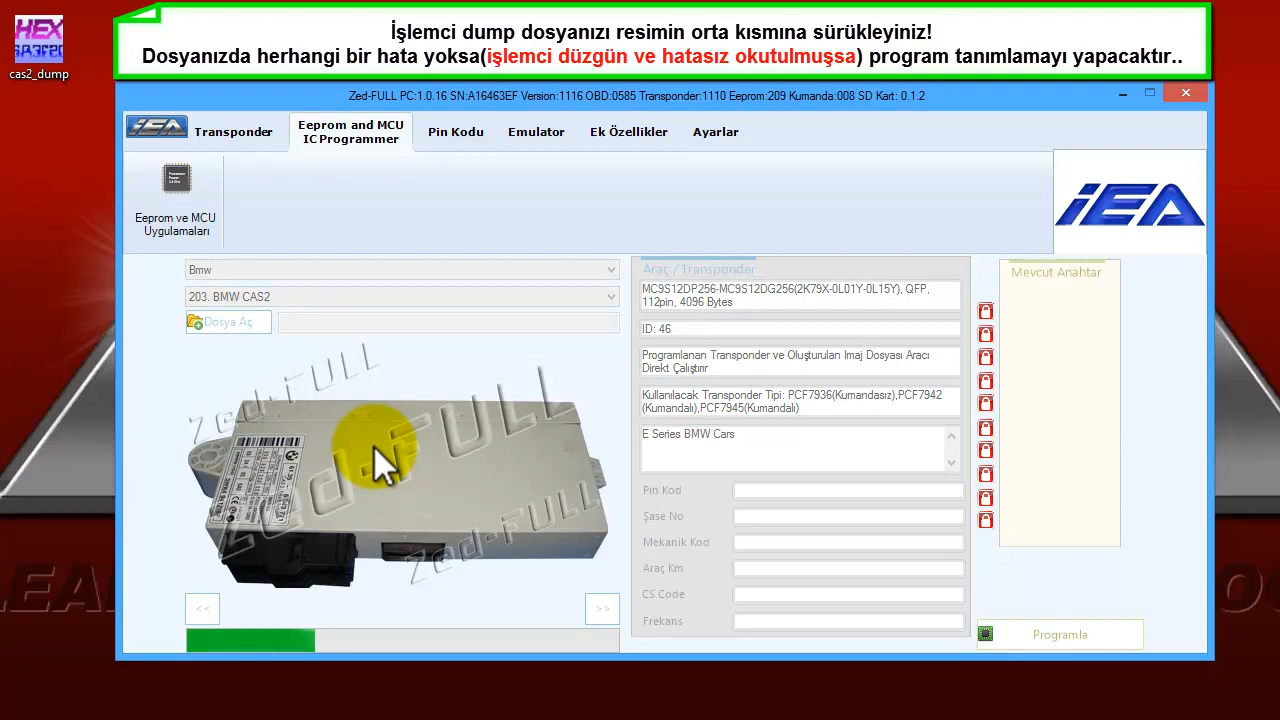 HEX
cas2_dump
İşlemci dump dosyanızı resimin orta kısmına sürükleyiniz!
Dosyanızda herhangi bir hata yoksa(işlemci düzgün ve hatasız okutulmuşsa) program tanımlamayı yapacaktır..
Zed-FULL PC:1.0.16 SN:A16463EF Version:1116 OBD:0585 Transponder:1110 Eeprom:209 Kumanda:008 SD Kart: 0.1.2
iEA
Transponder
Eeprom and MCU
IC Programmer
Pin Kodu
Emulator
Ek Özellikler
Ayarlar
Eeprom ve MCU
Uygulamaları
iEA
Bmw
203. BMW CAS2
Dosya Aç
Zed-FULL
Zed-FULL
Zed-FULL
<<
>>
Araç / Transponder
MC9S12DP256-MC9S12DG256(2K79X-0L01Y-0L15Y), QFP,
112pin, 4096 Bytes
ID: 46
Programlanan Transponder ve Oluşturulan İmaj Dosyası Aracı
Direkt Çalıştırır
Kullanılacak Transponder Tipi: PCF7936(Kumandasız),PCF7942
(Kumandalı),PCF7945(Kumandalı)
E Series BMW Cars
Pin Kod
Şase No
Mekanik Kod
Araç Km
CS Code
Frekans
Mevcut Anahtar
Programla